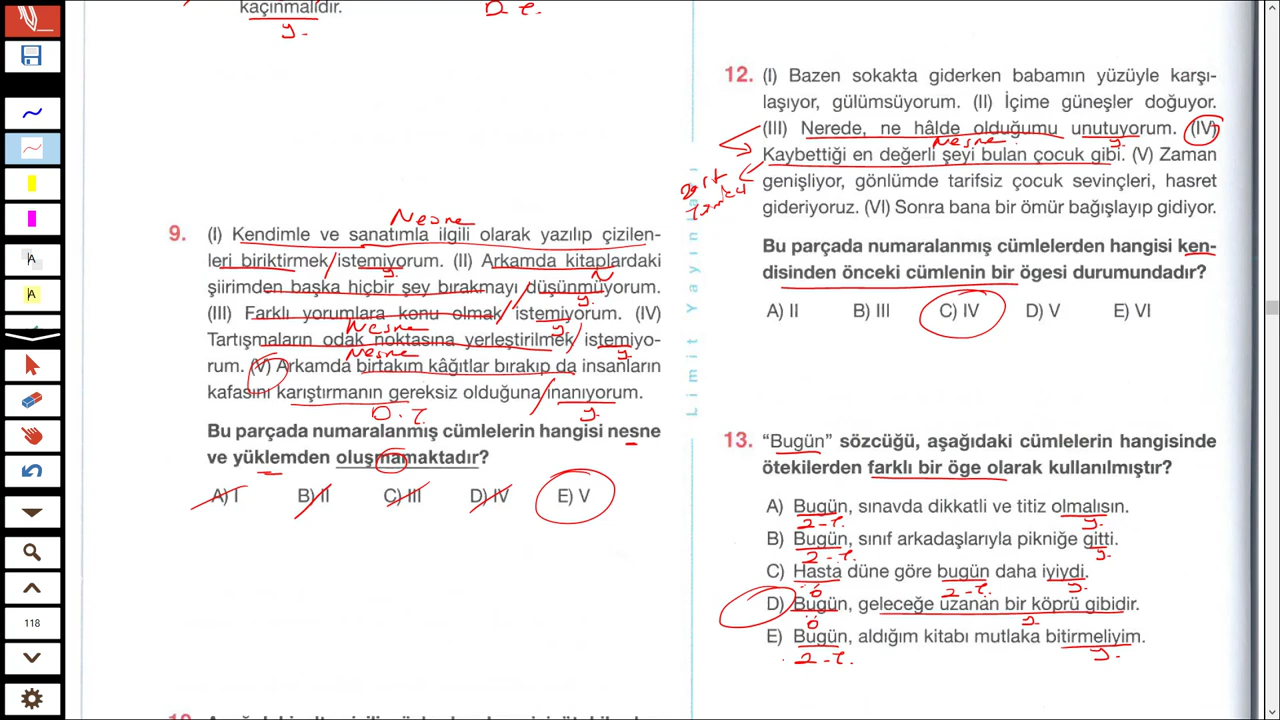 kaçınmalıdır.
y.
D.T.
9. (I) Kendimle ve sanatımla ilgili olarak yazılıp çizilen-
Nesne
leri biriktirmek istemiyorum. (II) Arkamda kitaplardaki
y.
şiirimden başka hiçbir şey bırakmayı düşünmüyorum.
N
y.
(III) Farklı yorumlara konu olmak istemiyorum. (IV)
Nesne
y
Tartışmaların odak noktasına yerleştirilmek istemiyo-
Nesne
y
rum. (V) Arkamda birtakım kâğıtlar bırakıp da insanların
kafasını karıştırmanın gereksiz olduğuna inanıyorum.
D.T.
y.
Bu parçada numaralanmış cümlelerin hangisi nesne
ve yüklemden oluşmamaktadır?
A) I B) II C) III D) IV E) V
Limit Yayınları
12. (I) Bazen sokakta giderken babamın yüzüyle karşı-
laşıyor, gülümsüyorum. (II) İçime güneşler doğuyor.
(III) Nerede, ne hâlde olduğumu unutuyorum. (IV)
Nesne
y.
Kaybettiği en değerli şeyi bulan çocuk gibi. (V) Zaman
zarf
genişliyor, gönlümde tarifsiz çocuk sevinçleri, hasret
gideriyoruz. (VI) Sonra bana bir ömür bağışlayıp gidiyor.
Bu parçada numaralanmış cümlelerden hangisi ken-
disinden önceki cümlenin bir ögesi durumundadır?
A) II B) III C) IV D) V E) VI
13. “Bugün” sözcüğü, aşağıdaki cümlelerin hangisinde
ötekilerden farklı bir öge olarak kullanılmıştır?
A) Bugün, sınavda dikkatli ve titiz olmalısın.
z.t. y.
B) Bugün, sınıf arkadaşlarıyla pikniğe gitti.
z.t. y.
C) Hasta düne göre bugün daha iyiydi.
ö z.t. y.
D) Bugün, geleceğe uzanan bir köprü gibidir.
ö y.
E) Bugün, aldığım kitabı mutlaka bitirmeliyim.
z.t. y.
A
A
118